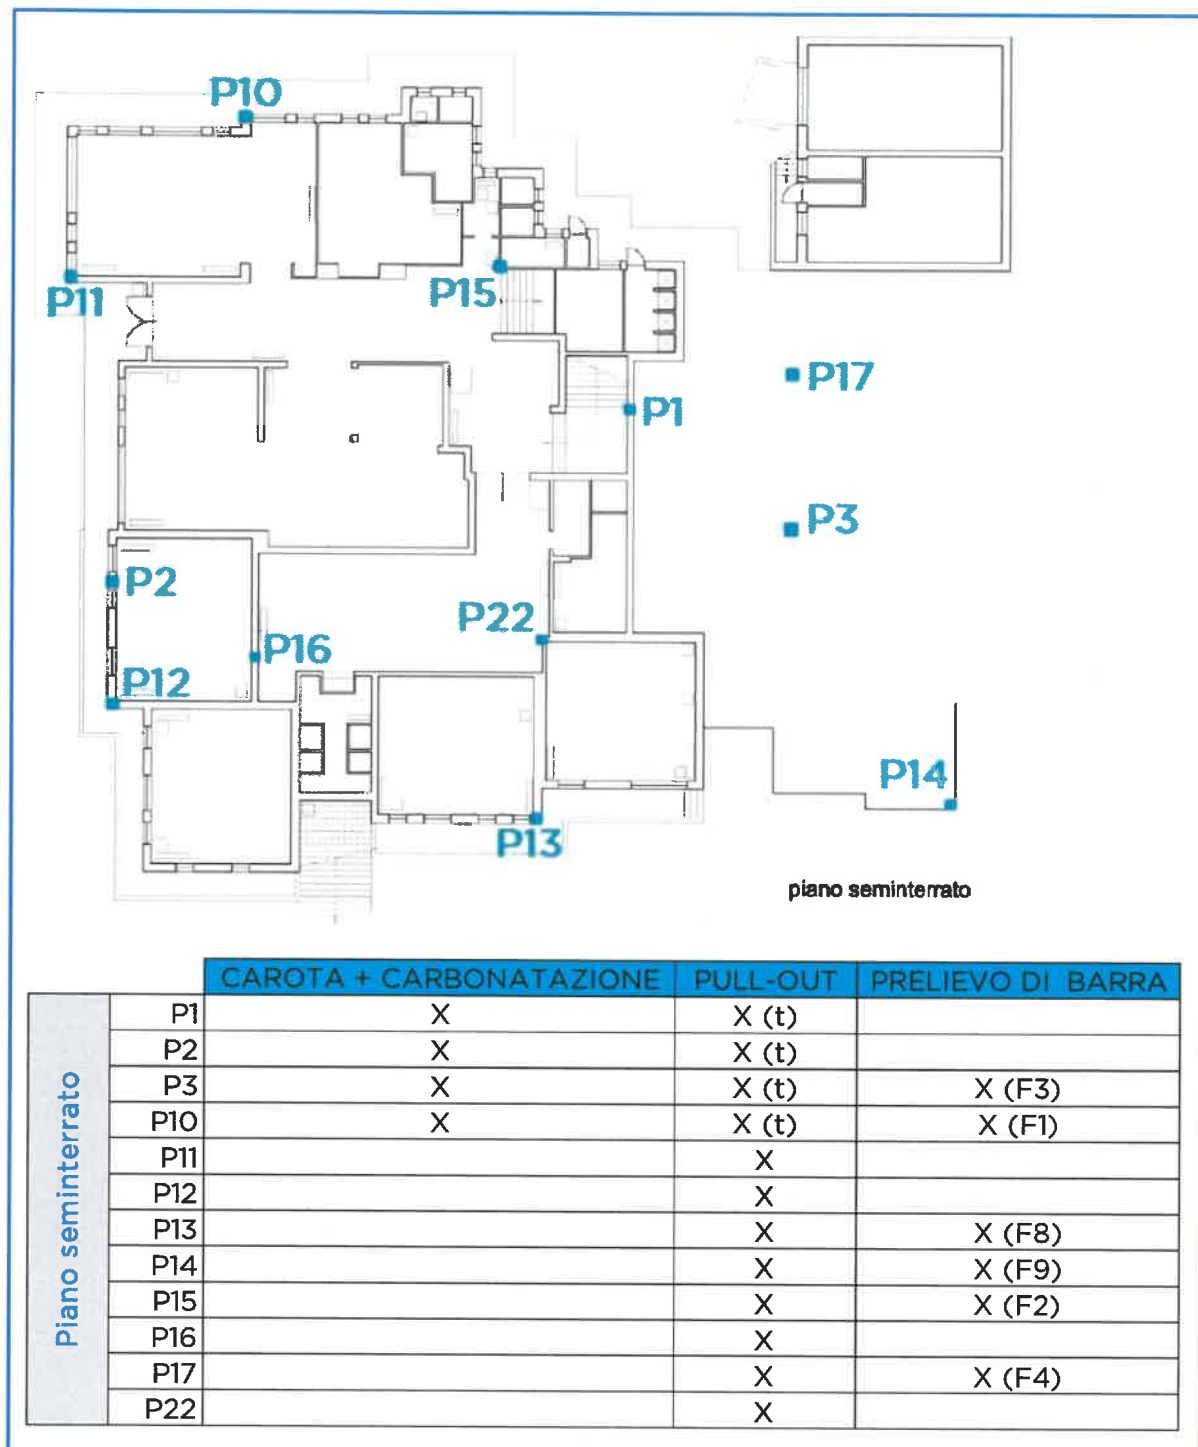 P10
P11
P15
P17
P1
P3
P2
P22
P16
P12
P14
P13
piano seminterrato
CAROTA + CARBONATAZIONE PULL-OUT PRELIEVO DI BARRA
Piano seminterrato
P1 X X (t)
P2 X X (t)
P3 X X (t) X (F3)
P10 X X (t) X (F1)
P11 X
P12 X
P13 X X (F8)
P14 X X (F9)
P15 X X (F2)
P16 X
P17 X X (F4)
P22 X